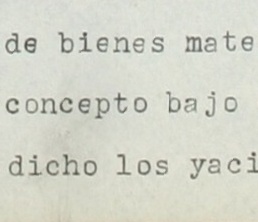 de bienes mate
concepto bajo
dicho los yaci